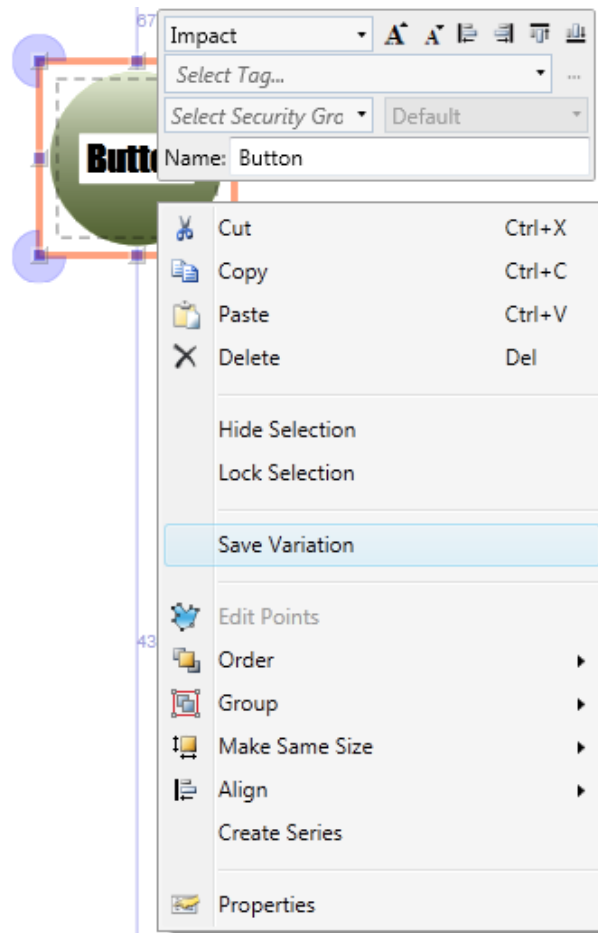 67
Impact
Select Tag...
Select Security Gro
Default
Button
Name: Button
Cut Ctrl+X
Copy Ctrl+C
Paste Ctrl+V
Delete Del
Hide Selection
Lock Selection
Save Variation
Edit Points
43
Order
Group
Make Same Size
Align
Create Series
Properties